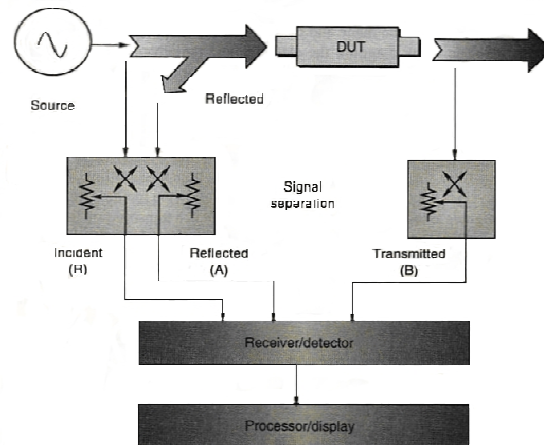 DUT
Source
Reflected
Signal
separation
Incident
(R)
Reflected
(A)
Transmitted
(B)
Receiver/detector
Processor/display